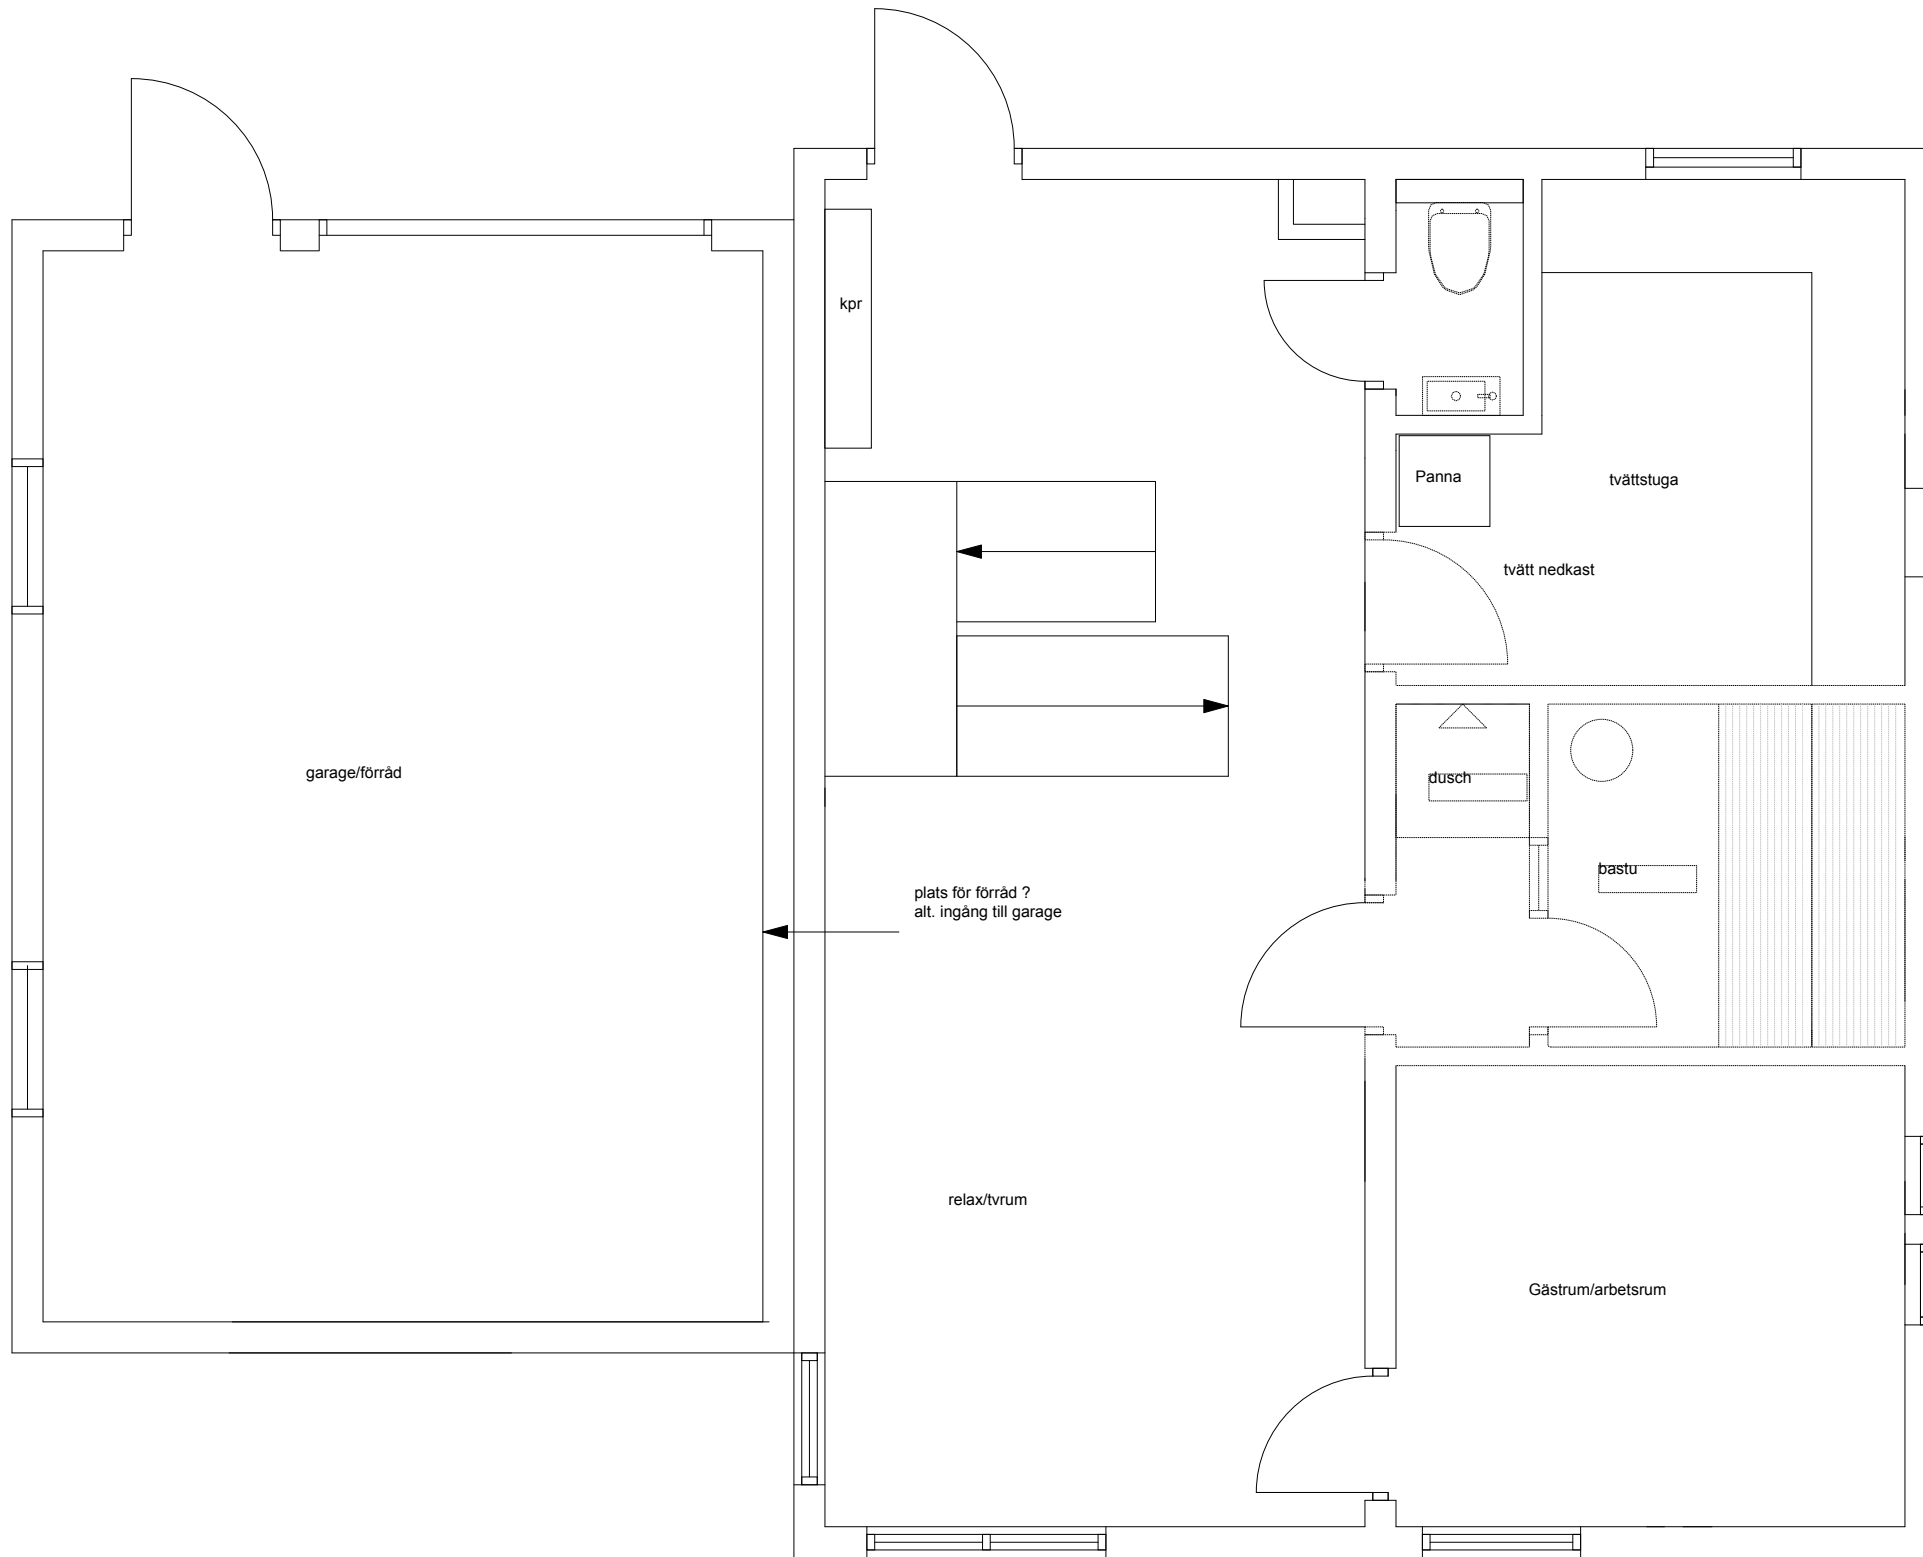 kpr
Panna
tvättstuga
tvätt nedkast
garage/förråd
dusch
bastu
plats för förråd ?
alt. ingång till garage
relax/tvrum
Gästrum/arbetsrum